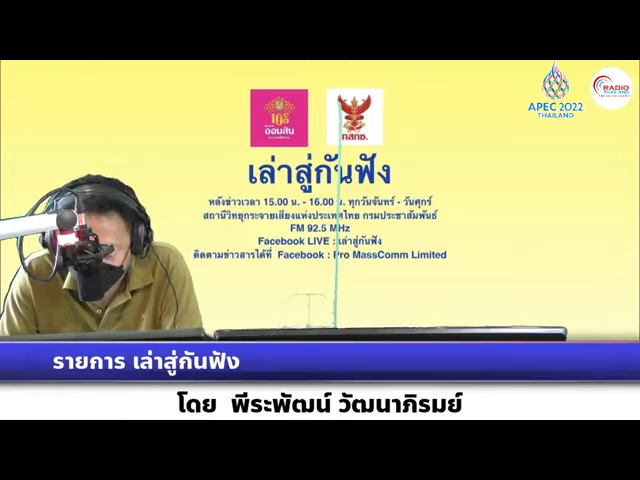 APEC 2022
THAILAND
RADIO
THAILAND
108
ออมสิน
กสทช.
เล่าสู่กันฟัง
หลังข่าวเวลา 15.00 น. - 16.00 น. ทุกวันจันทร์ - วันศุกร์
สถานีวิทยุกระจายเสียงแห่งประเทศไทย กรมประชาสัมพันธ์
FM 92.5 MHz
Facebook LIVE : เล่าสู่กันฟัง
ติดตามข่าวสารได้ที่ Facebook : Pro MassComm Limited
รายการ เล่าสู่กันฟัง
โดย พีระพัฒน์ วัฒนาภิรมย์